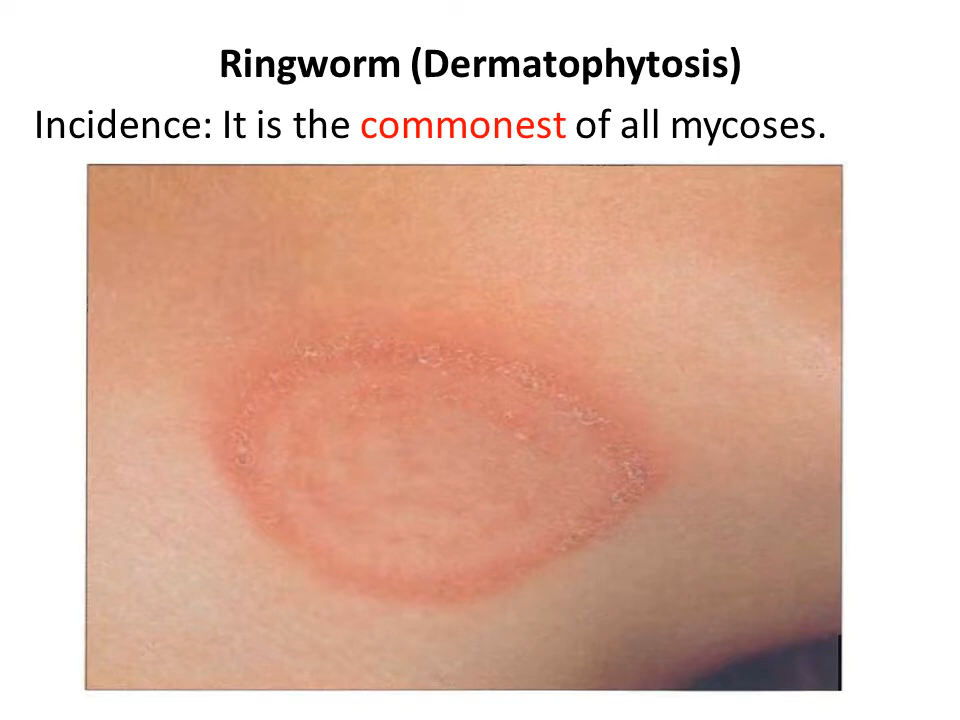 Ringworm (Dermatophytosis)
Incidence: It is the commonest of all mycoses.